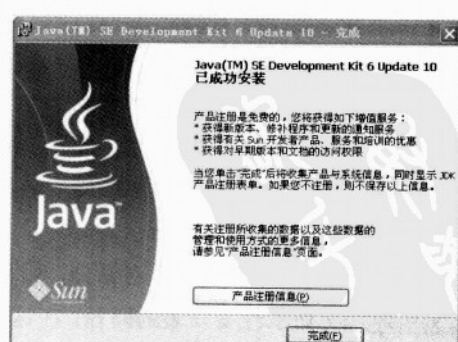 Java(TM) SE Development Kit 6 Update 10 - 完成
Java(TM) SE Development Kit 6 Update 10
已成功安装
产品注册是免费的，您将获得如下增值服务：
* 获得新版本、修补程序和更新的通知服务
* 获得有关 Sun 开发者产品、服务和培训的优惠
* 获得对早期版本和文档的访问权限
当您单击“完成”后将收集产品与系统信息，同时显示 JDK
产品注册表单。如果您不注册，则不保存以上信息。
Java
有关注册所收集的数据以及这些数据的
管理和使用方式的更多信息，
请参见“产品注册信息”页面。
Sun
产品注册信息(P)
完成(F)